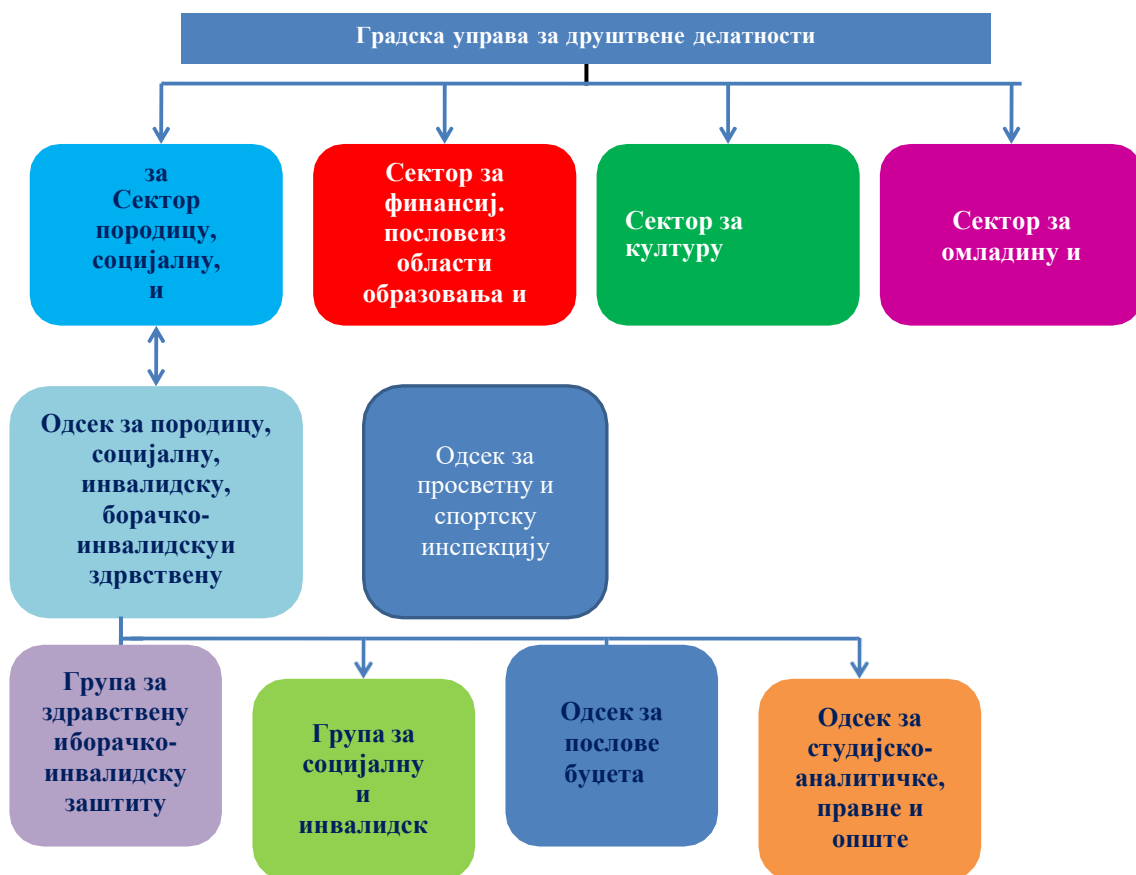 Градска управа за друштвене делатности
за
Сектор
породицу,
социјалну,
и
Сектор за
финансиј.
пословеиз
области
образовања и
Сектор за
културу
Сектор за
омладину и
Одсек за породицу,
социјалну,
инвалидску,
борачко-
инвалидскуи
здрвствену
Одсек за
просветну и
спортску
инспекцију
Група за
здравствену
иборачко-
инвалидску
заштиту
Група за
социјалну
и
инвалидск
Одсек за
послове
буџета
Одсек за
студијско-
аналитичке,
правне и
опште